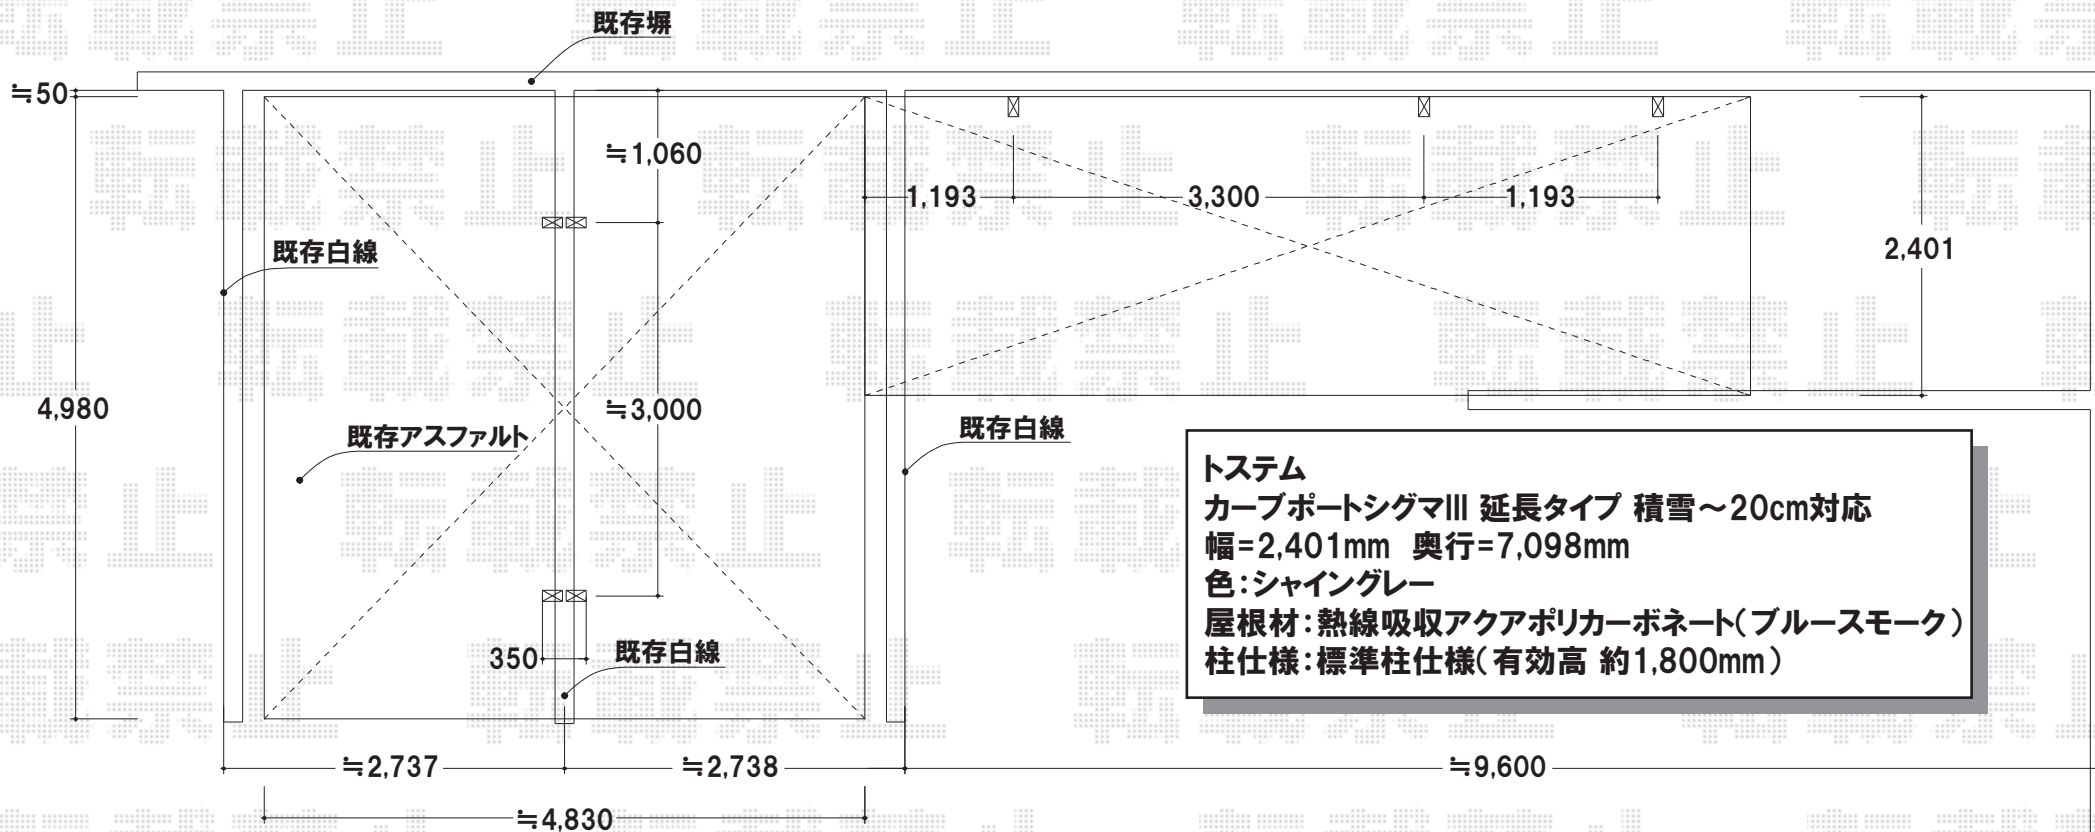 既存塀
≒50
≒1,060
1,193
3,300
1,193
2,401
既存白線
4,980
≒3,000
既存アスファルト
既存白線
350
既存白線
トステム
カーブポートシグマⅢ 延長タイプ 積雪～20cm対応
幅=2,401mm 奥行=7,098mm
色:シャイングレー
屋根材:熱線吸収アクアポリカーボネート(ブルースモーク)
柱仕様:標準柱仕様(有効高 約1,800mm)
≒2,737
≒2,738
≒9,600
≒4,830
転載禁止